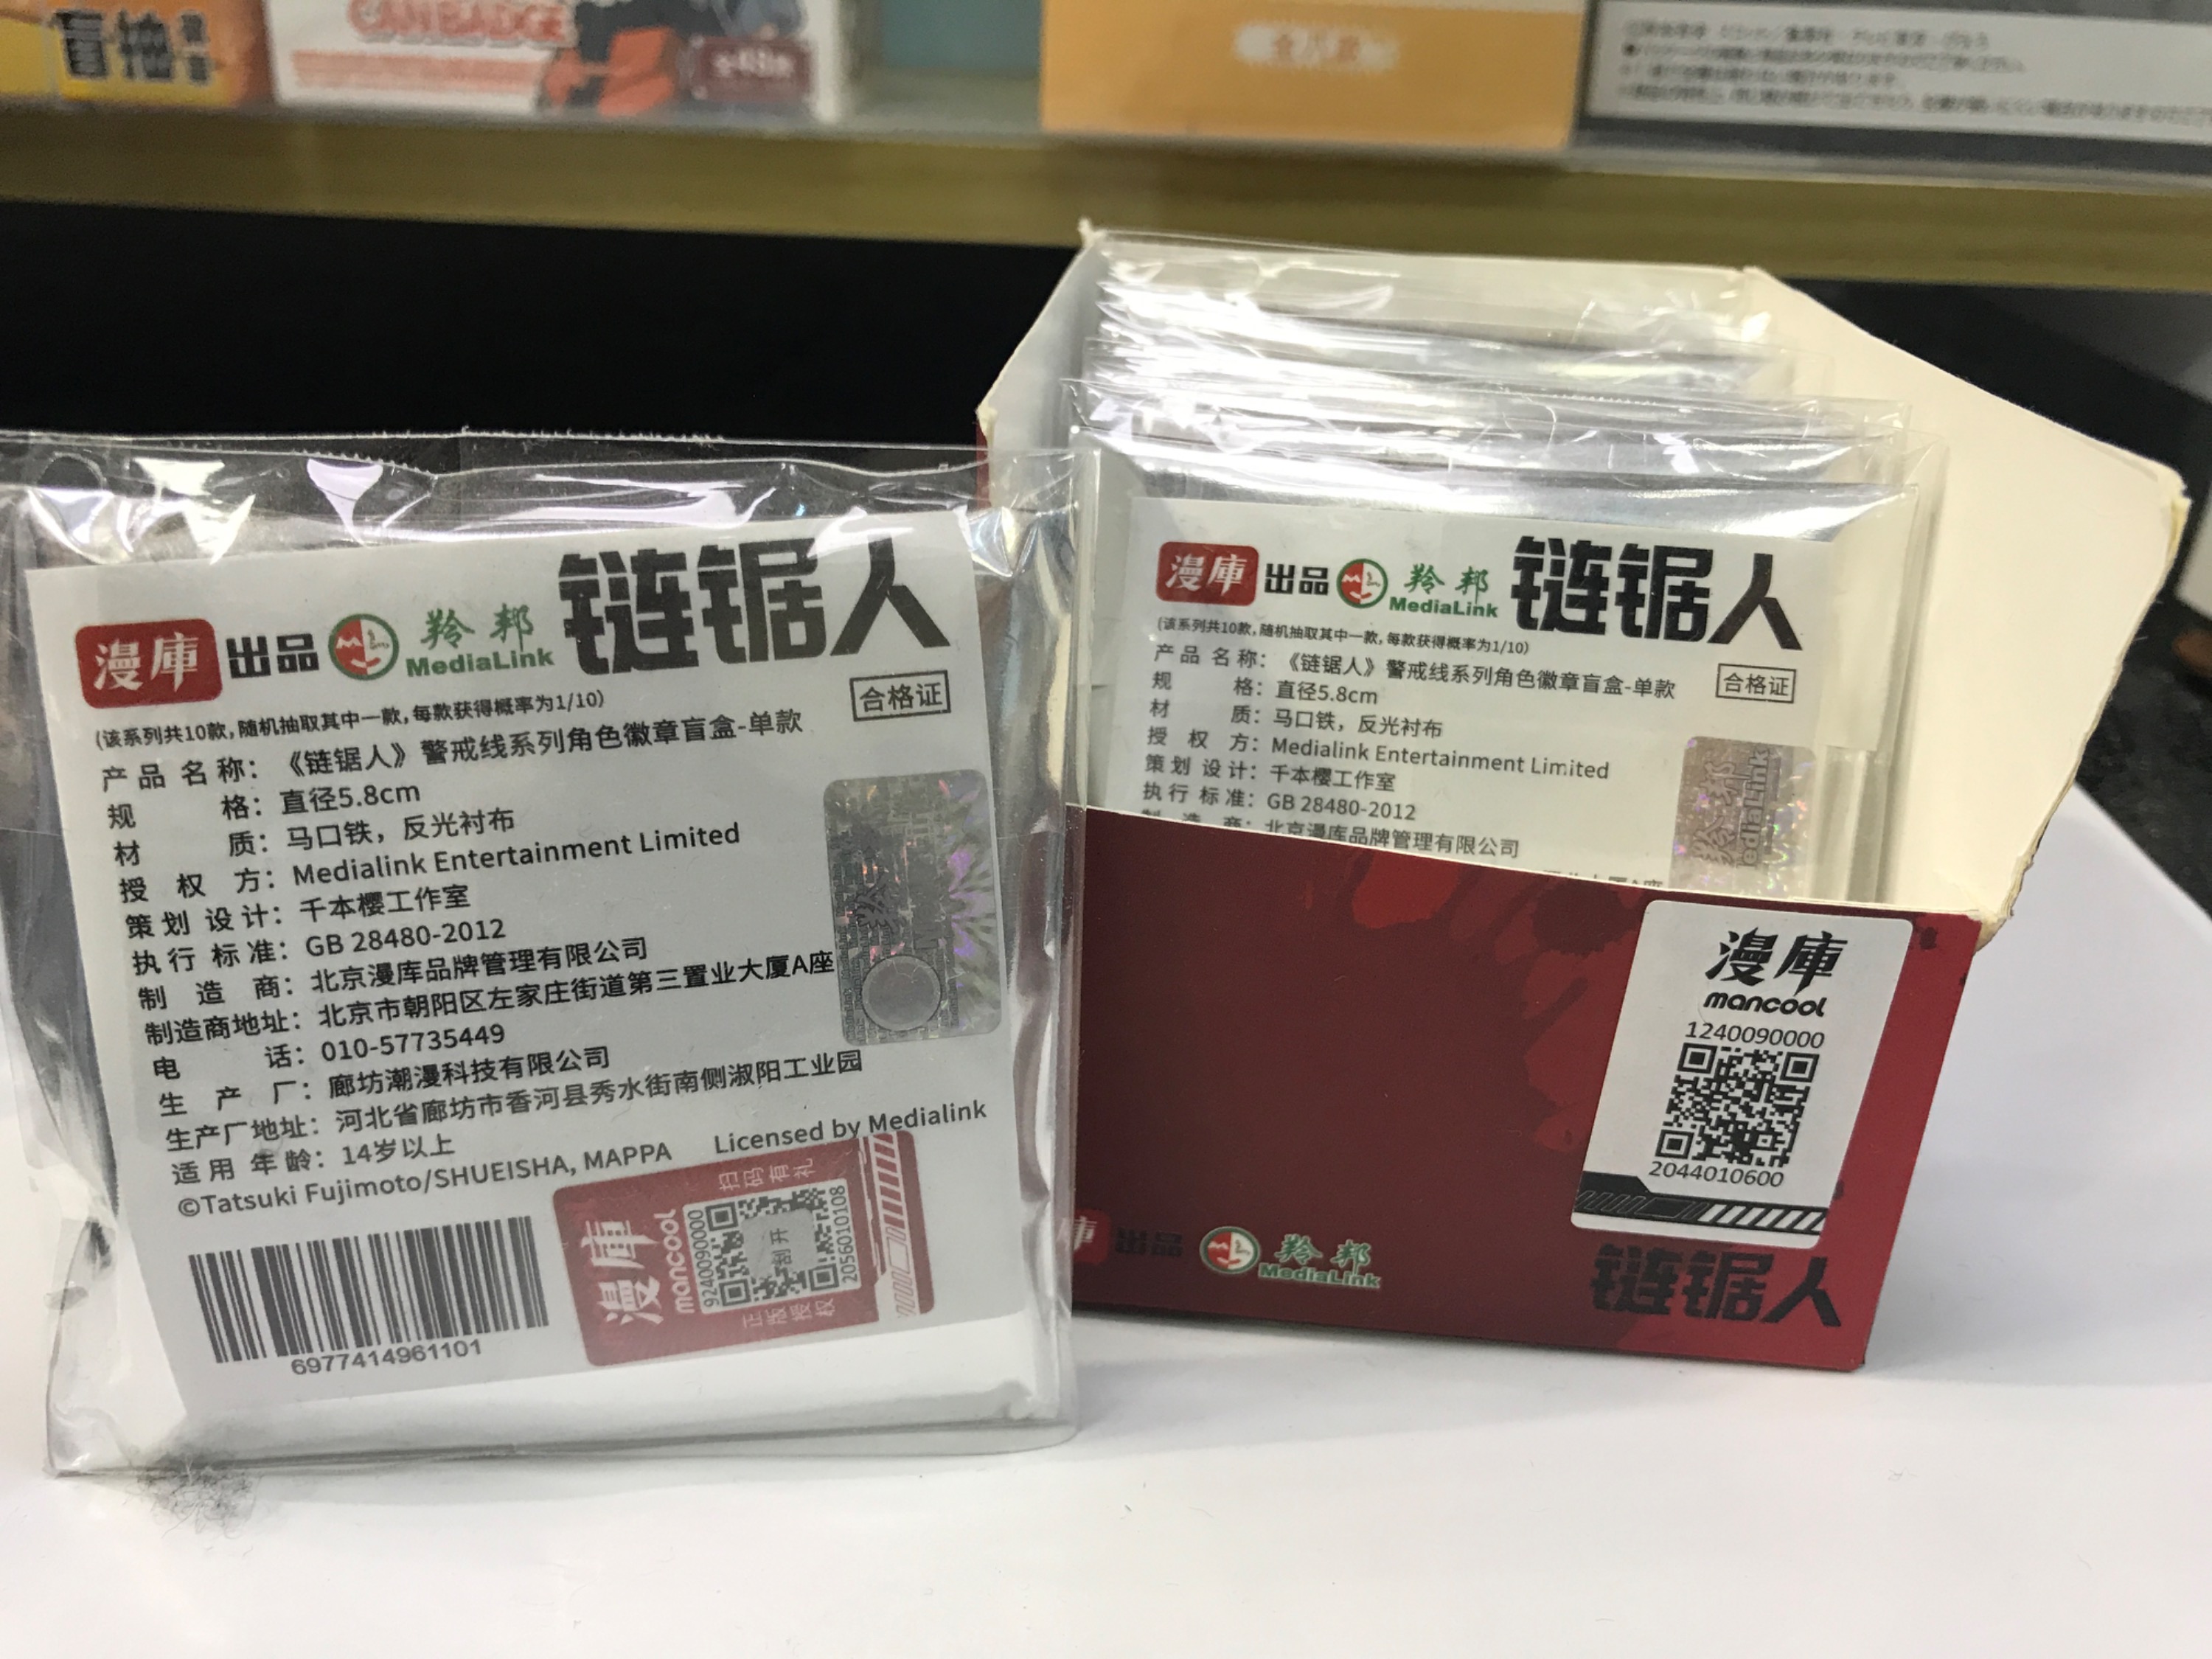 盲抽
CAN BADGE
漫庫 出品 羚邦 MediaLink 链锯人
(该系列共10款,随机抽取其中一款,每款获得概率为1/10)
合格证
产品名称：《链锯人》警戒线系列角色徽章盲盒-单款
规格：直径5.8cm
材质：马口铁，反光衬布
授权方：Medialink Entertainment Limited
策划设计：千本樱工作室
执行标准：GB 28480-2012
制造商：北京漫库品牌管理有限公司
制造商地址：北京市朝阳区左家庄街道第三置业大厦A座
电话：010-57735449
生产厂：廊坊潮漫科技有限公司
生产厂地址：河北省廊坊市香河县秀水街南侧淑阳工业园
适用年龄：14岁以上
©Tatsuki Fujimoto/SHUEISHA, MAPPA Licensed by Medialink
6977414961101
漫庫
mancool
9240090000
刮开
2056010108
扫码有礼
正版授权
漫庫 出品 羚邦 MediaLink 链锯人
(该系列共10款,随机抽取其中一款,每款获得概率为1/10)
产品名称：《链锯人》警戒线系列角色徽章盲盒-单款
合格证
规格：直径5.8cm
材质：马口铁，反光衬布
授权方：Medialink Entertainment Limited
策划设计：千本樱工作室
执行标准：GB 28480-2012
制造商：北京漫库品牌管理有限公司
羚邦
MediaLink
漫庫
mancool
1240090000
2044010600
庫 出品 羚邦 MediaLink
链锯人